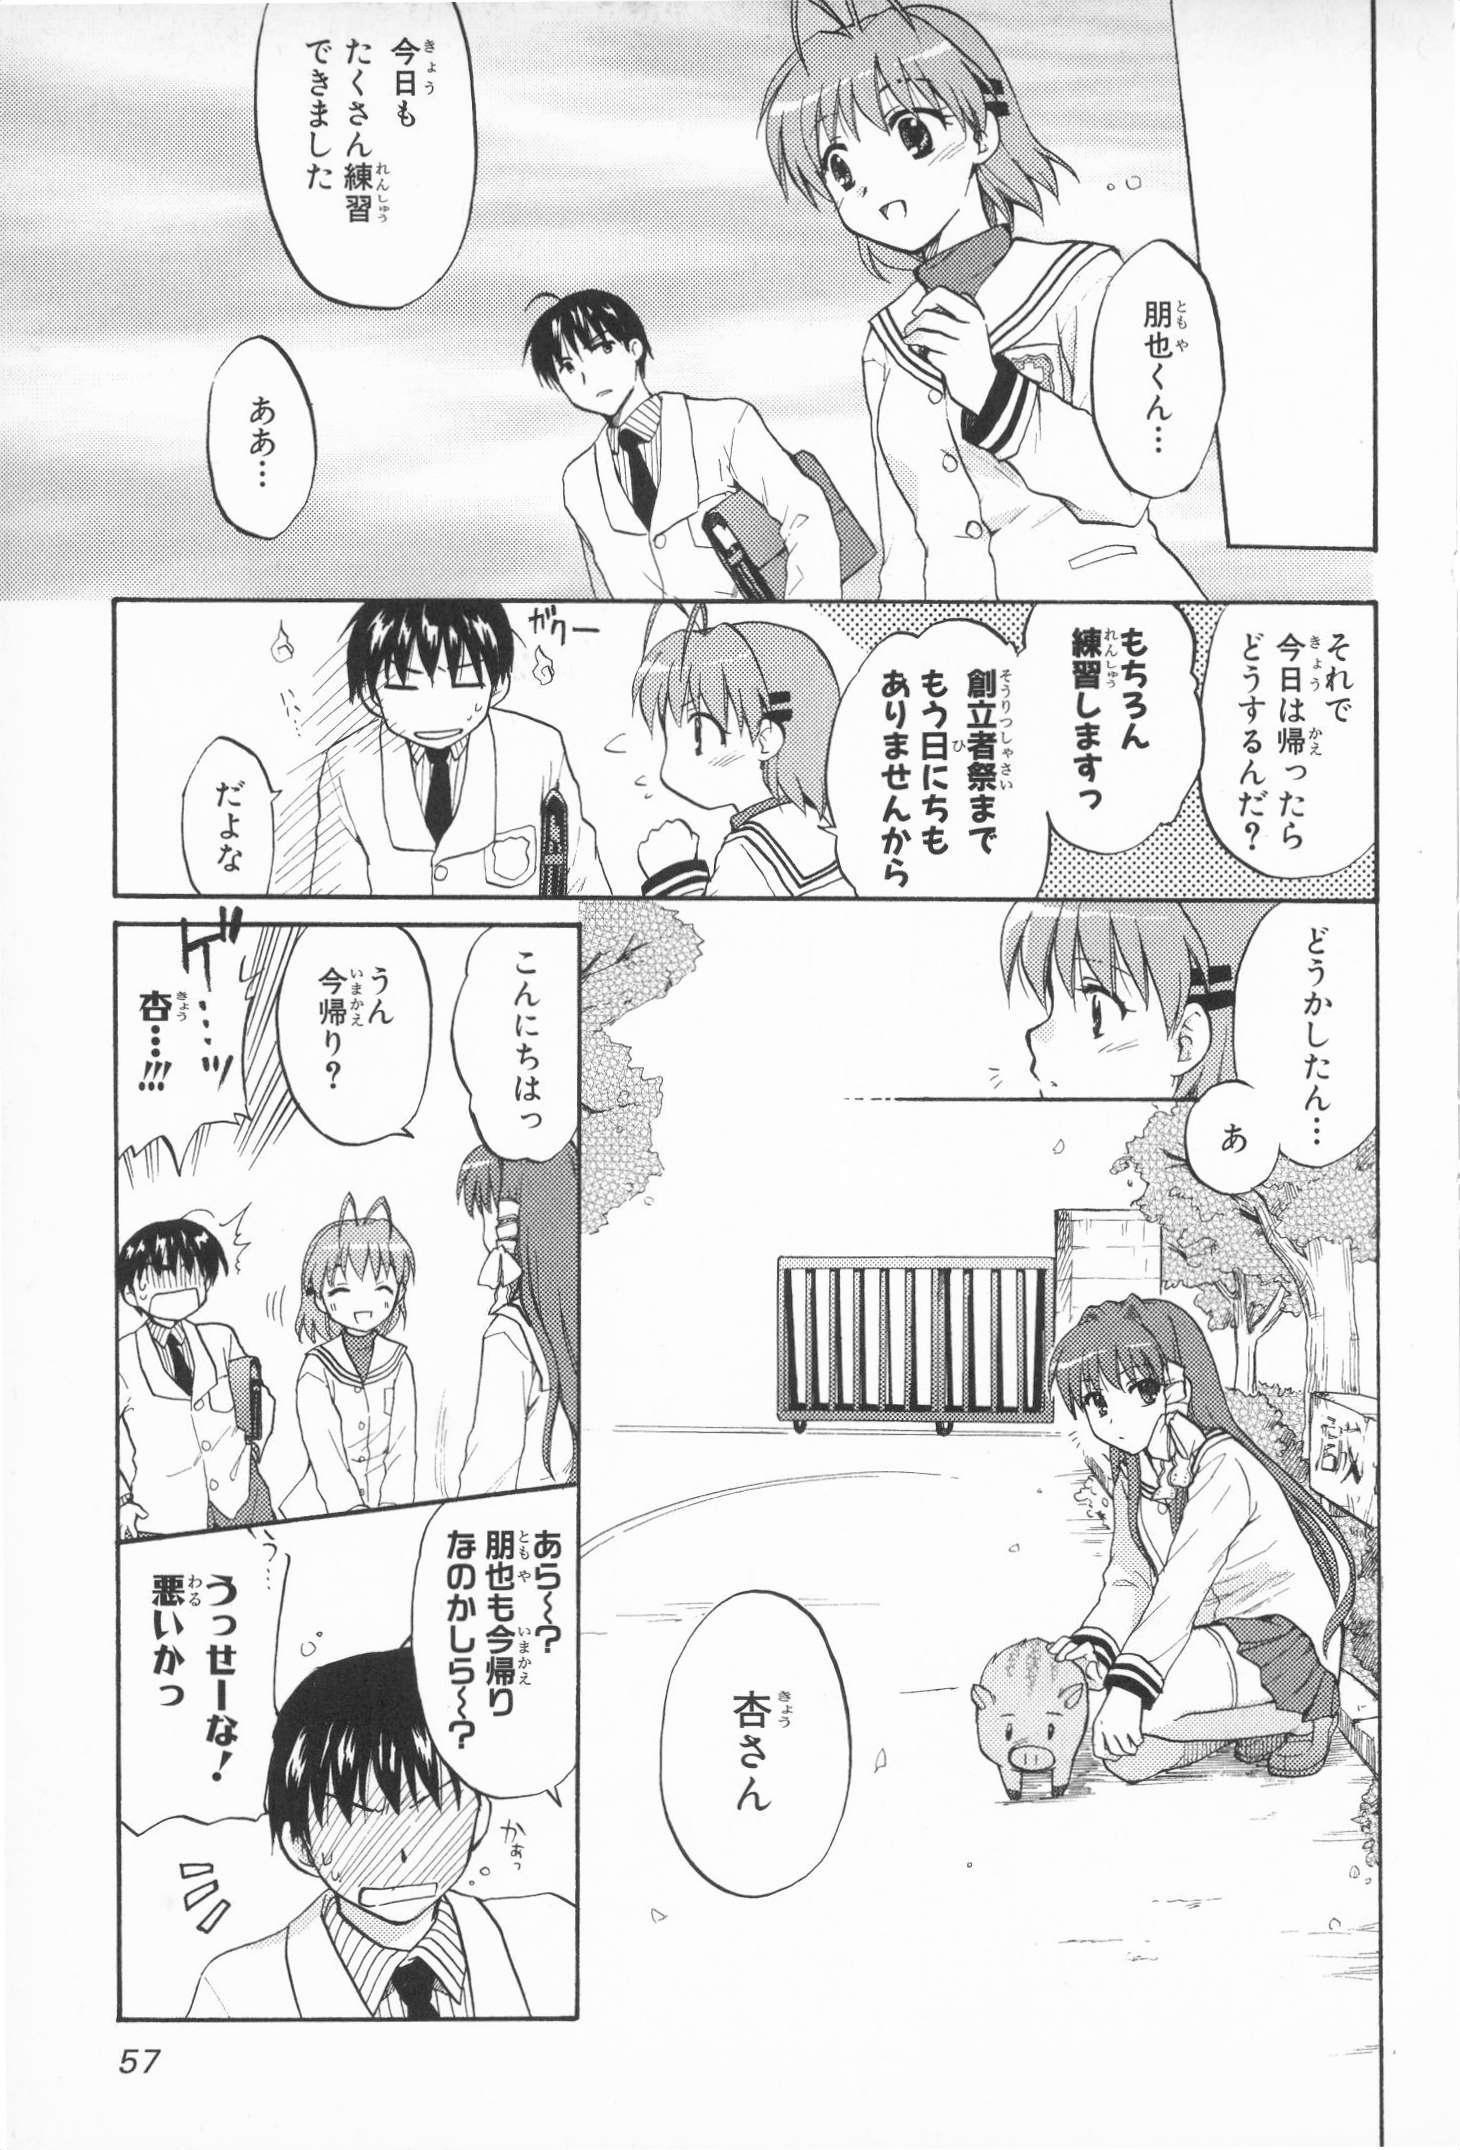 朋也くん…
今日も
たくさん練習
できました
ああ…
それで
今日は帰ったら
どうするんだ?
もちろん
練習しますっ
創立者祭まで
もう日にちも
ありませんから
ガクー
ハハ…
だよな
どうかしたん…
あ
誠
杏さん
こんにちはっ
うん
今帰り?
ゲ…ッ
杏…!!!
あら〜?
朋也も今帰り
なのかしら〜?
う…
うっせーな!
悪いかっ
かぁっ
57